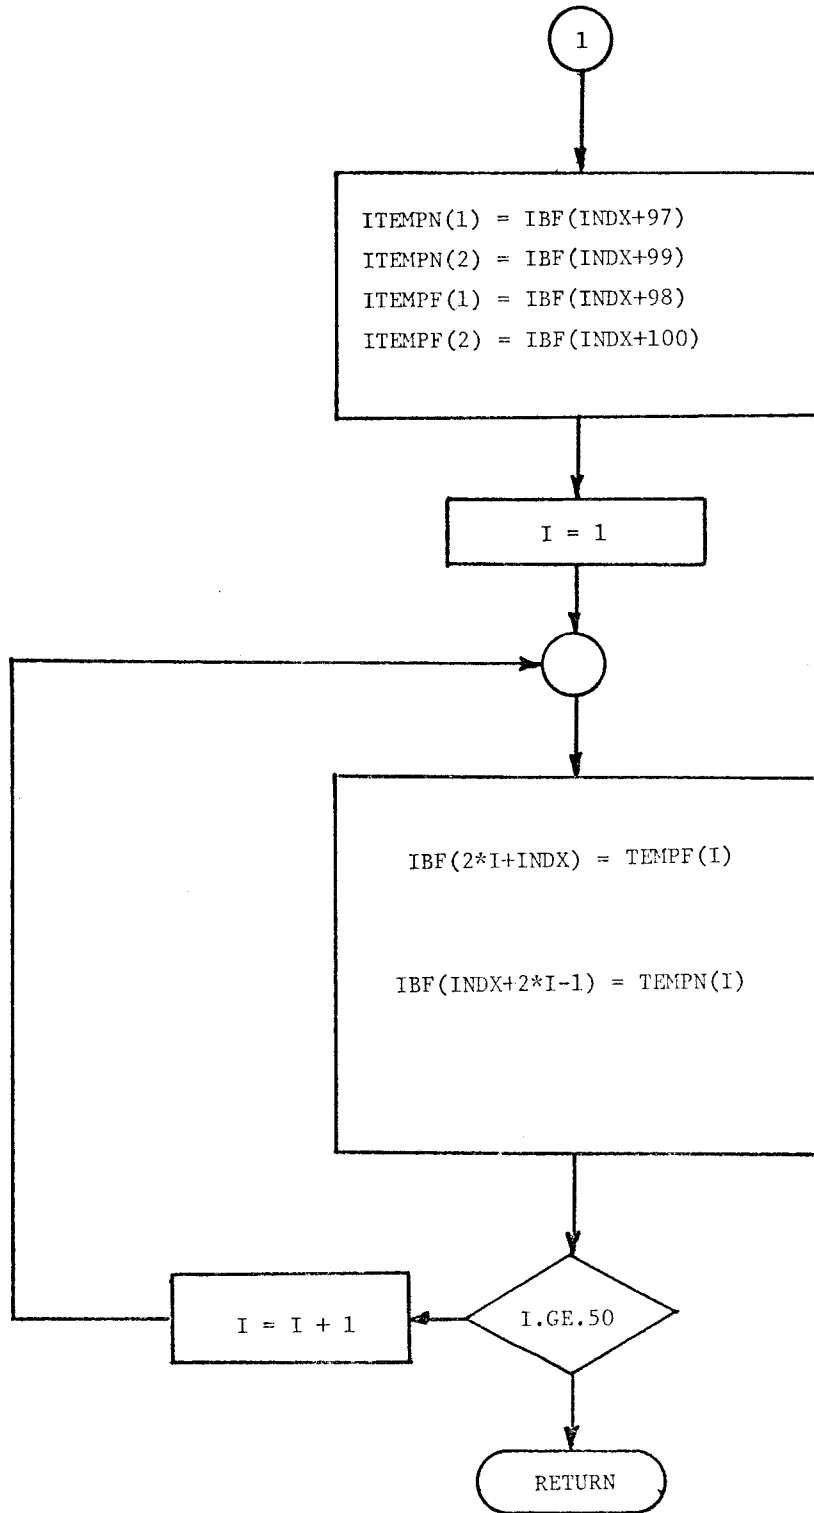 1
ITEMPN(1) = IBF(INDX+97)
ITEMPN(2) = IBF(INDX+99)
ITEMPF(1) = IBF(INDX+98)
ITEMPF(2) = IBF(INDX+100)
I = 1
IBF(2*I+INDX) = TEMPF(I)
IBF(INDX+2*I-1) = TEMPN(I)
I.GE.50
I = I + 1
RETURN